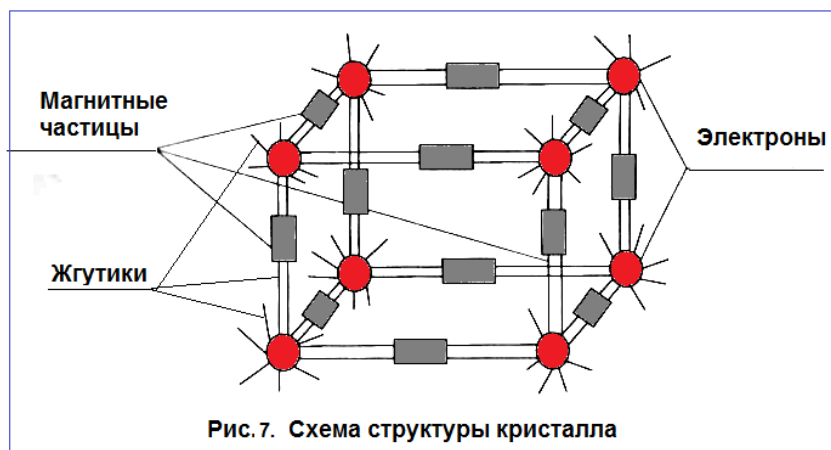 Магнитные
частицы
Электроны
Жгутики
Рис. 7. Схема структуры кристалла